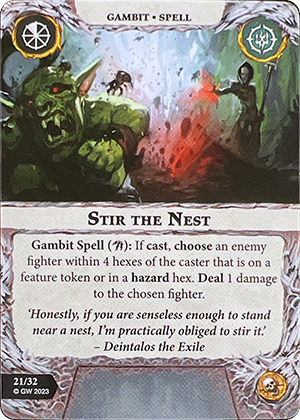 GAMBIT • SPELL
STIR THE NEST
Gambit Spell (): If cast, choose an enemy
fighter within 4 hexes of the caster that is on
a feature token or in a hazard hex. Deal 1 damage
to the chosen fighter.
‘Honestly, if you are senseless enough to stand
near a nest, I’m practically obliged to stir it.’
– Deintalos the Exile
21/32
© GW 2023